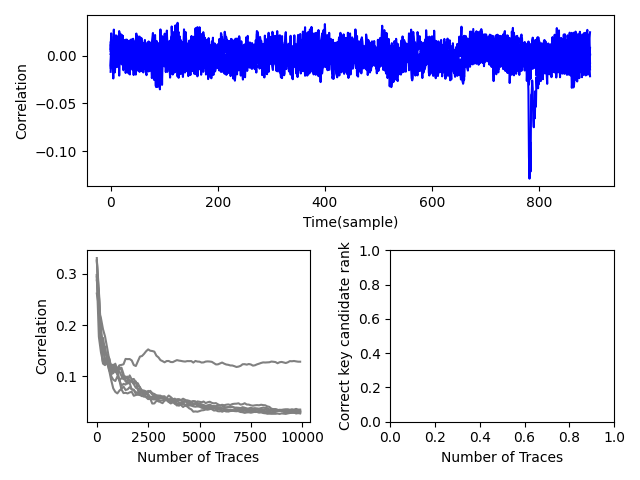 0.00
−0.05
−0.10
Correlation
0 200 400 600 800
Time(sample)
0.3
0.2
0.1
Correlation
0 2500 5000 7500 10000
Number of Traces
1.0
0.8
0.6
0.4
0.2
0.0
Correct key candidate rank
0.0 0.2 0.4 0.6 0.8 1.0
Number of Traces